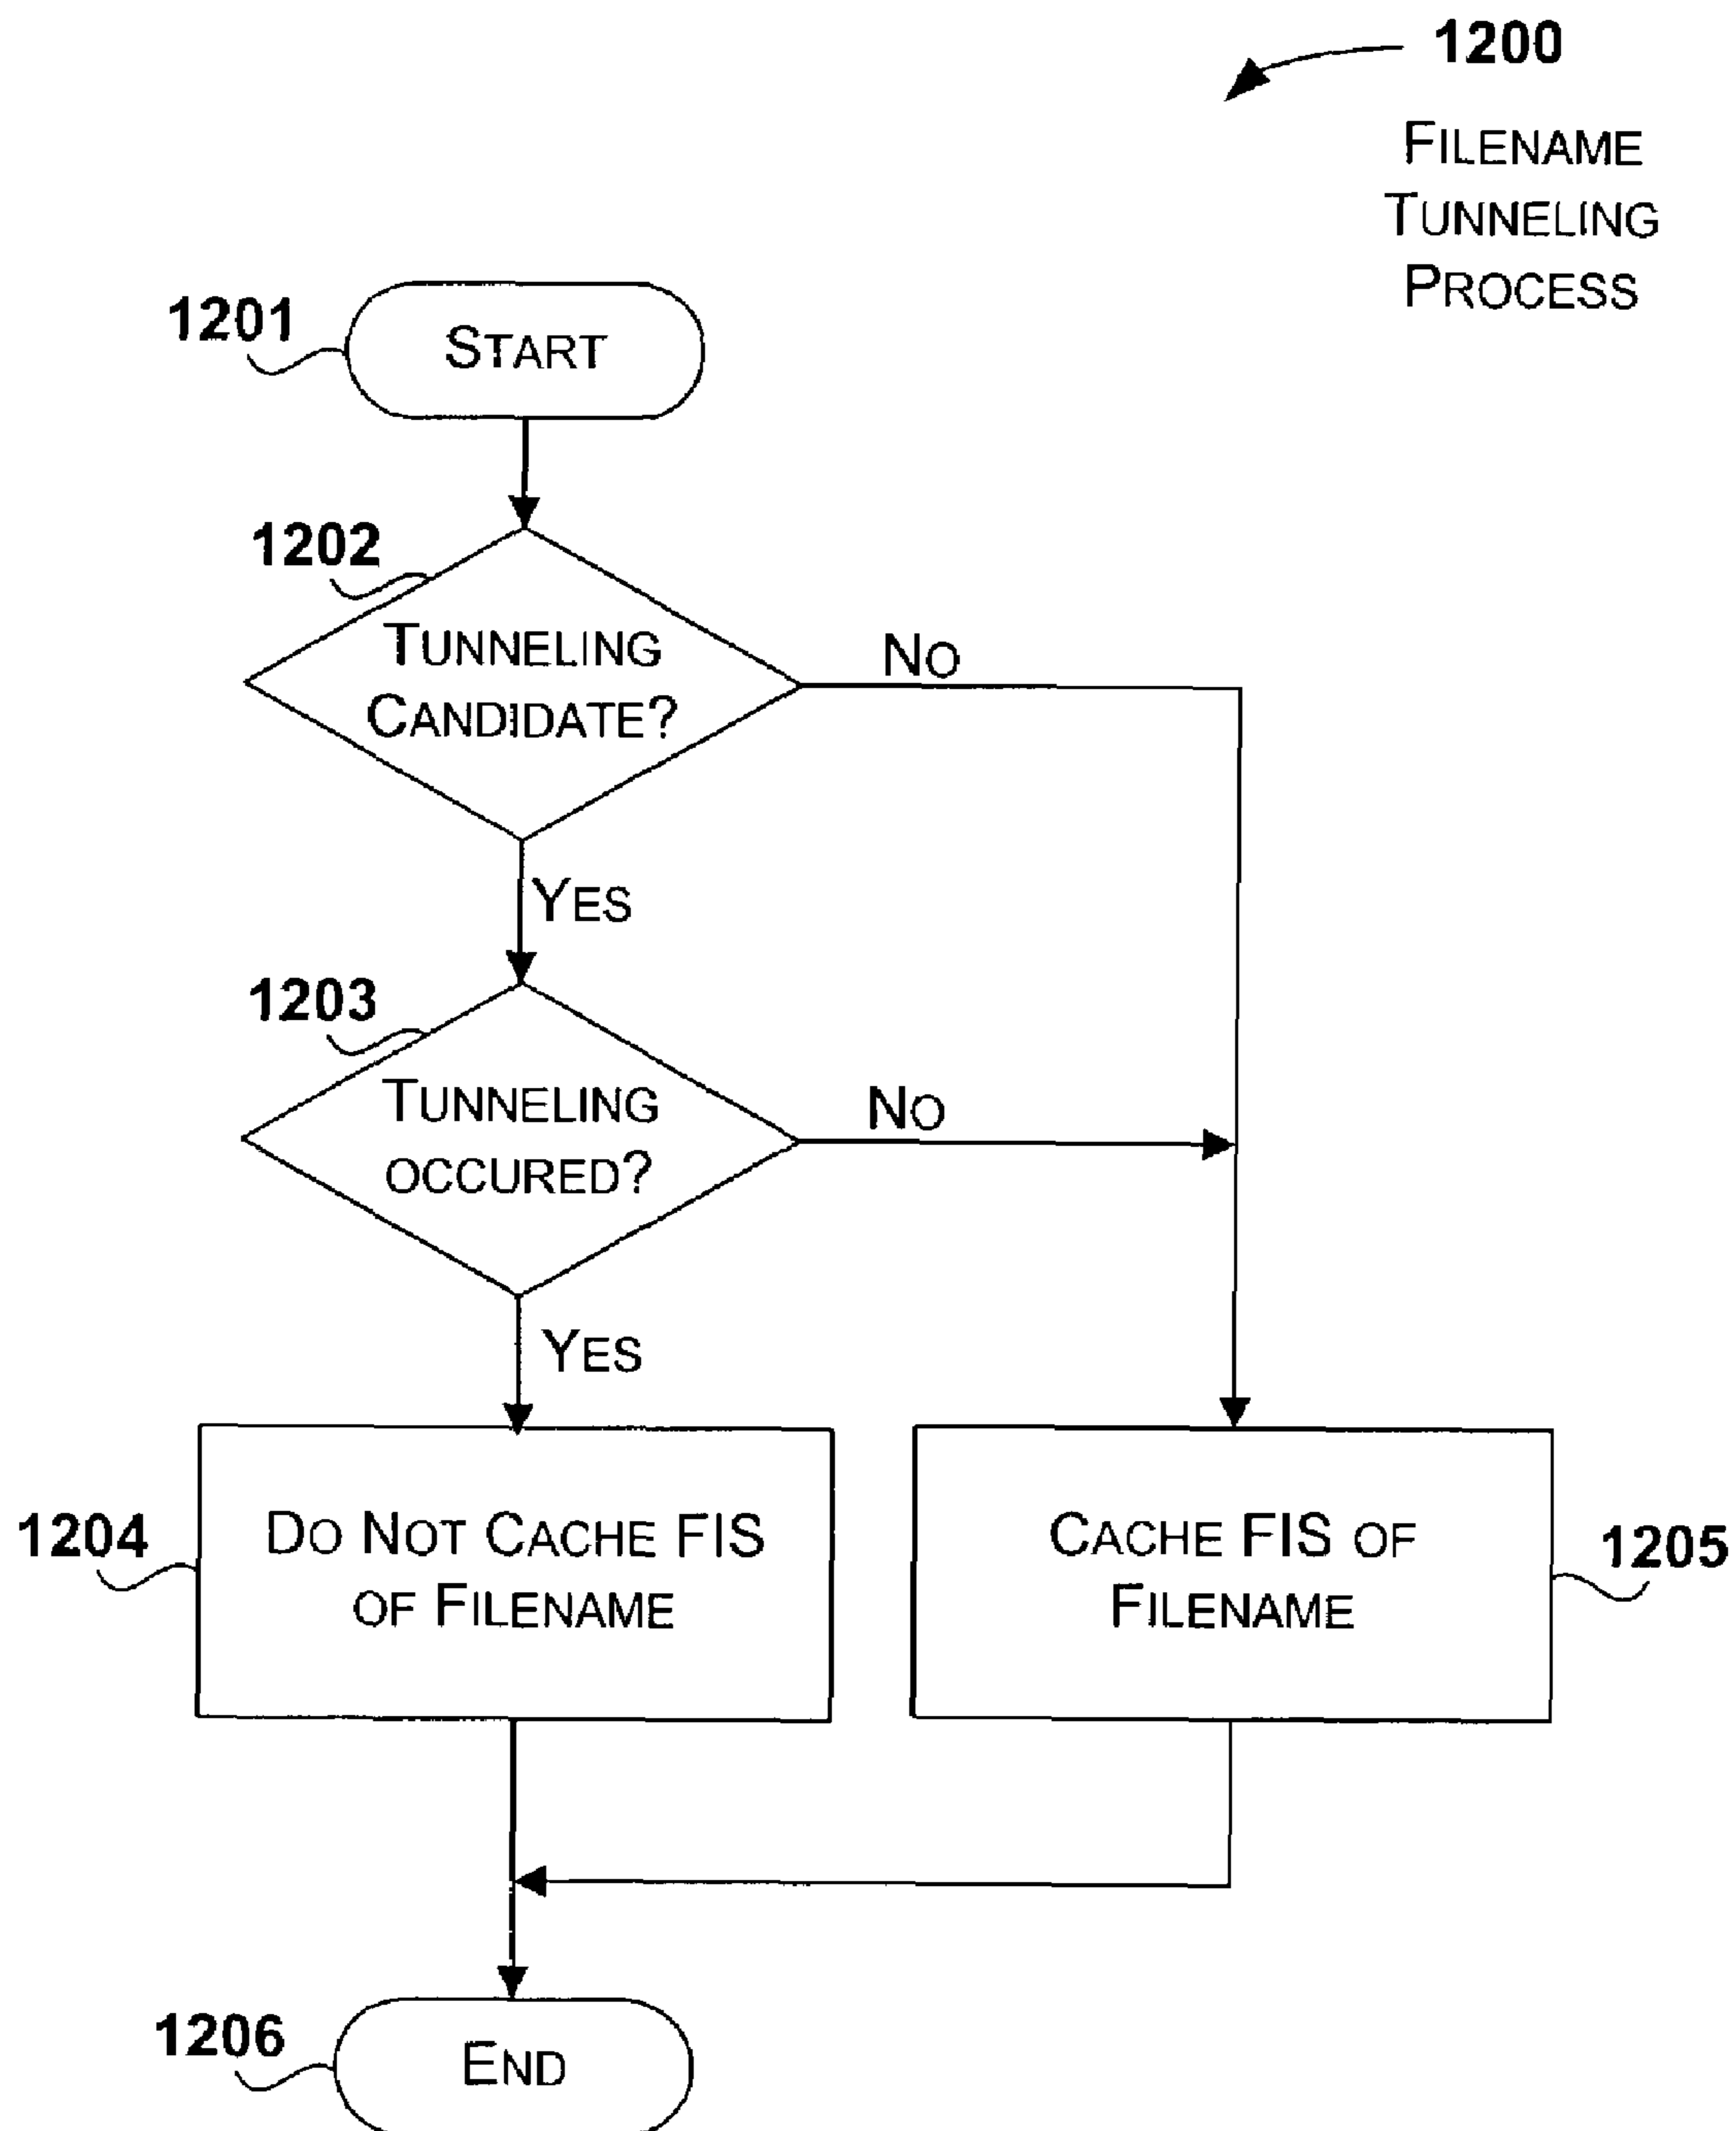 1200
FILENAME
TUNNELING
PROCESS
1201
START
1202
TUNNELING
CANDIDATE?
NO
YES
1203
TUNNELING
OCCURED?
NO
YES
1204
DO NOT CACHE FIS
OF FILENAME
CACHE FIS OF
FILENAME
1205
1206
END